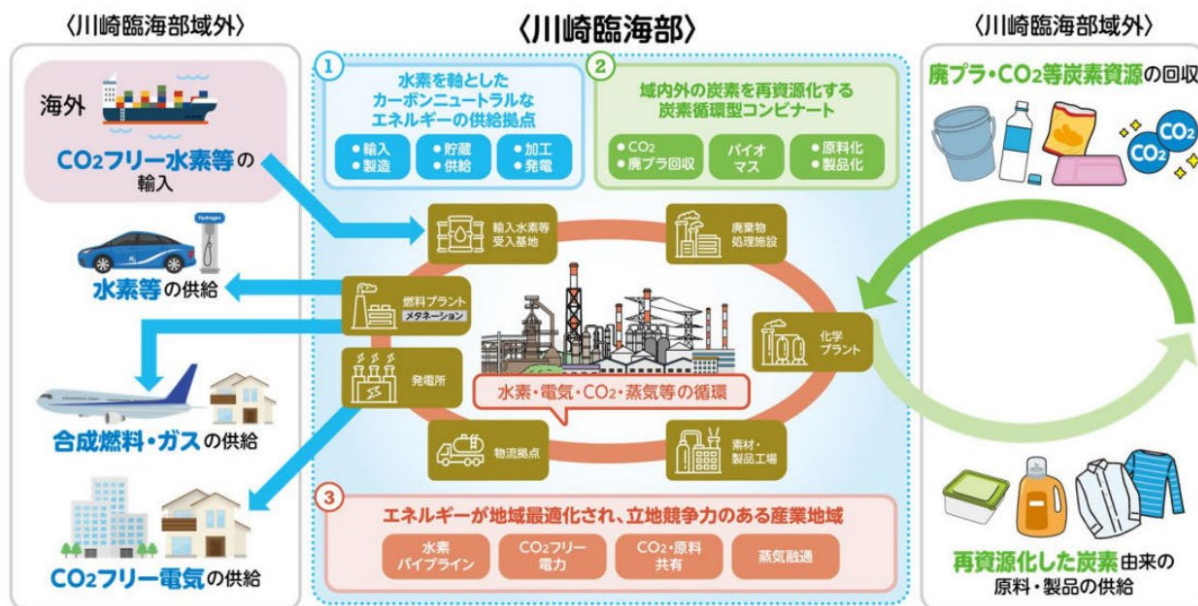 〈川崎臨海部域外〉
海外
CO2フリー水素等の
輸入
水素等の供給
合成燃料・ガスの供給
CO2フリー電気の供給
〈川崎臨海部〉
①
水素を軸とした
カーボンニュートラルな
エネルギーの供給拠点
●輸入
●製造
●貯蔵
●供給
●加工
●発電
②
域内外の炭素を再資源化する
炭素循環型コンビナート
●CO2
●廃プラ回収
バイオ
マス
●原料化
●製品化
輸入水素等
受入基地
廃棄物
処理施設
燃料プラント
メタネーション
化学
プラント
発電所
水素・電気・CO2・蒸気等の循環
物流拠点
素材・
製品工場
③
エネルギーが地域最適化され、立地競争力のある産業地域
水素
パイプライン
CO2フリー
電力
CO2・原料
共有
蒸気融通
〈川崎臨海部域外〉
廃プラ・CO2等炭素資源の回収
CO2
CO2
再資源化した炭素由来の
原料・製品の供給